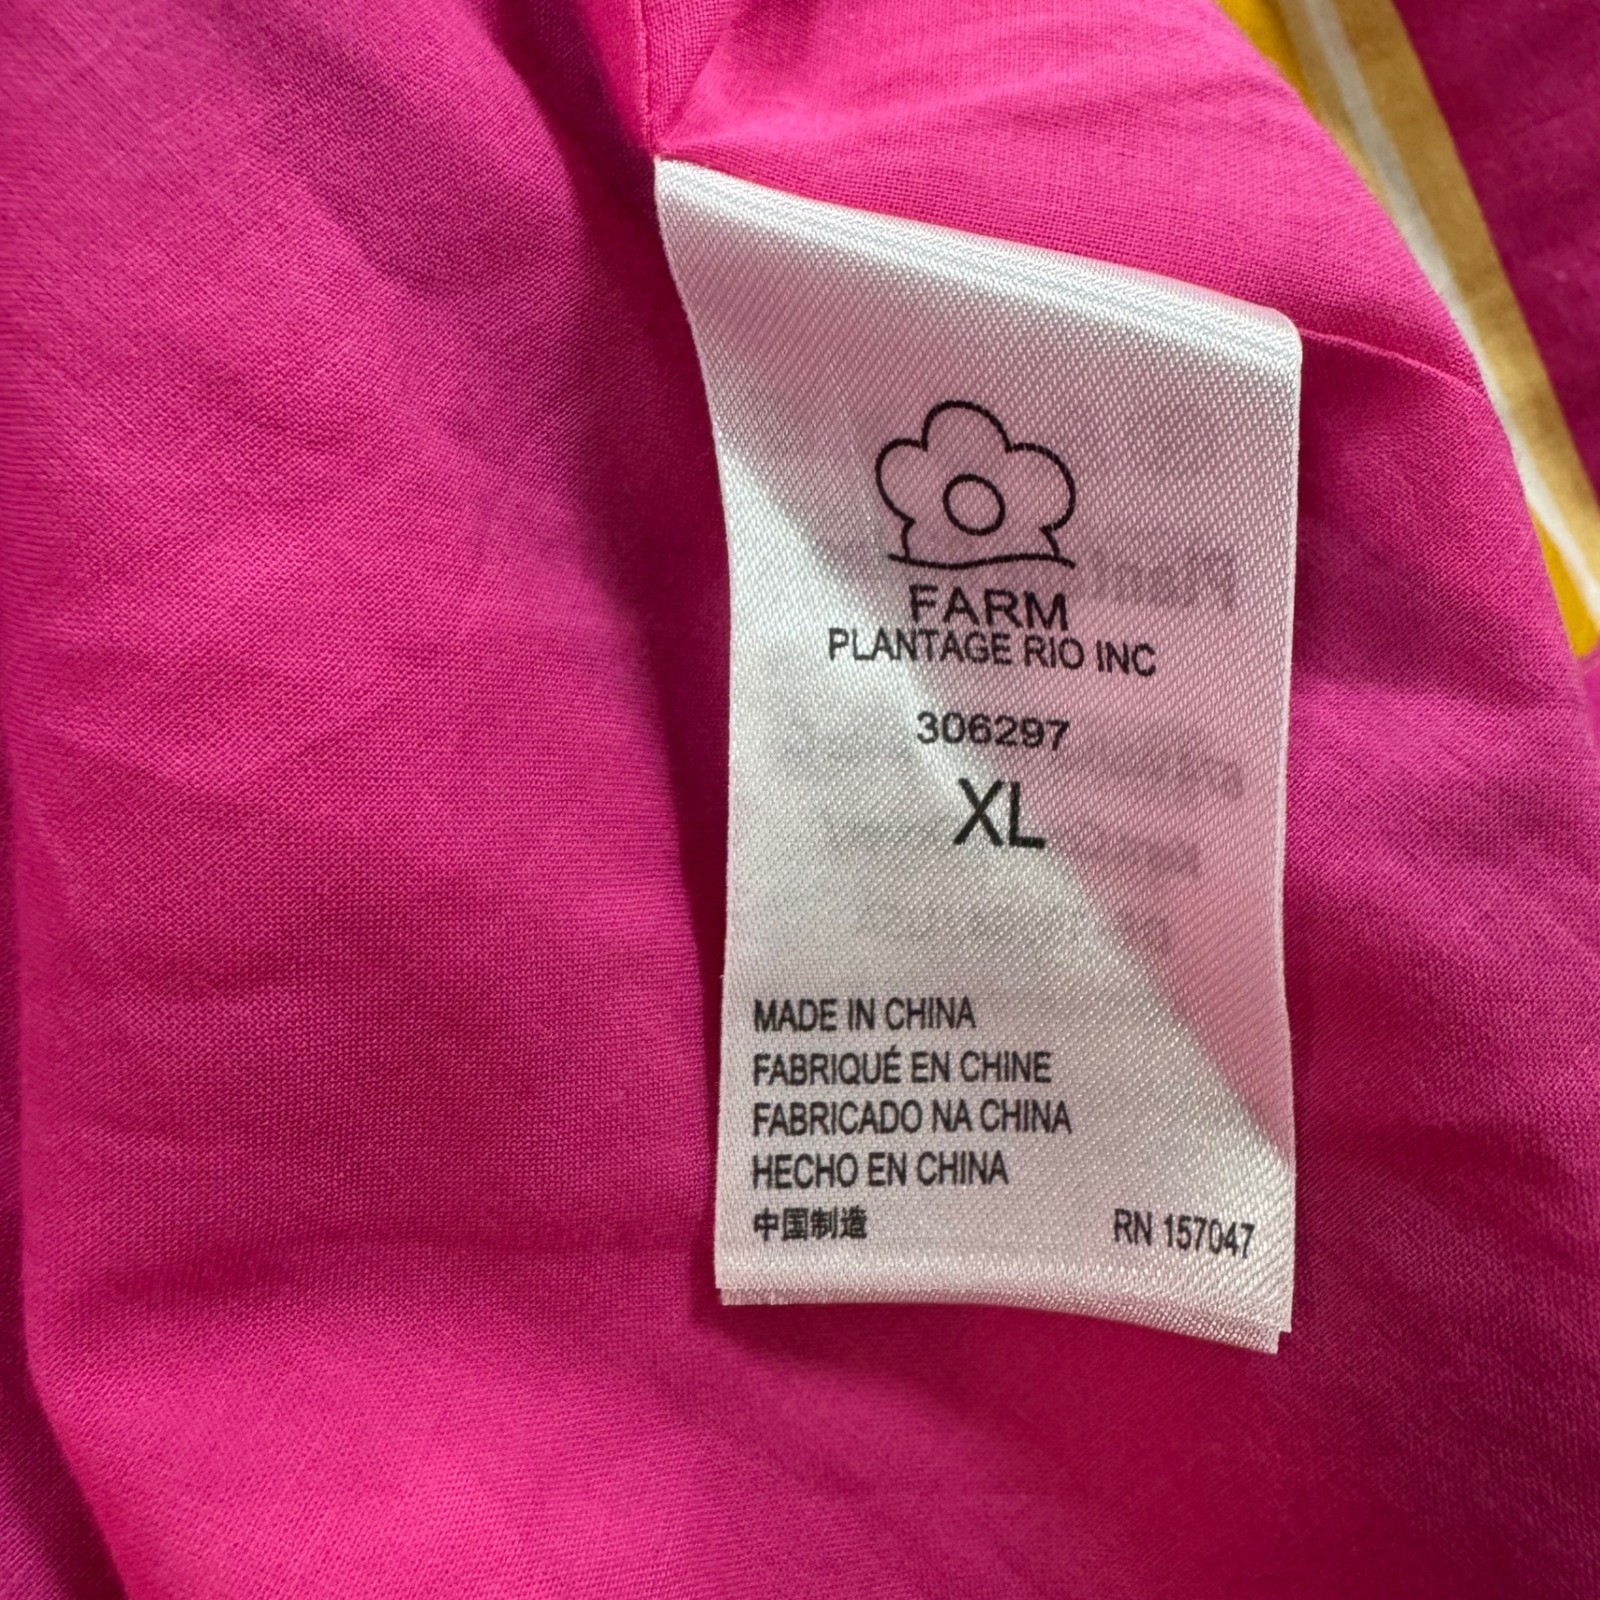 FARM
PLANTAGE RIO INC
306297
XL
MADE IN CHINA
FABRIQUÉ EN CHINE
FABRICADO NA CHINA
HECHO EN CHINA
中国制造
RN 157047